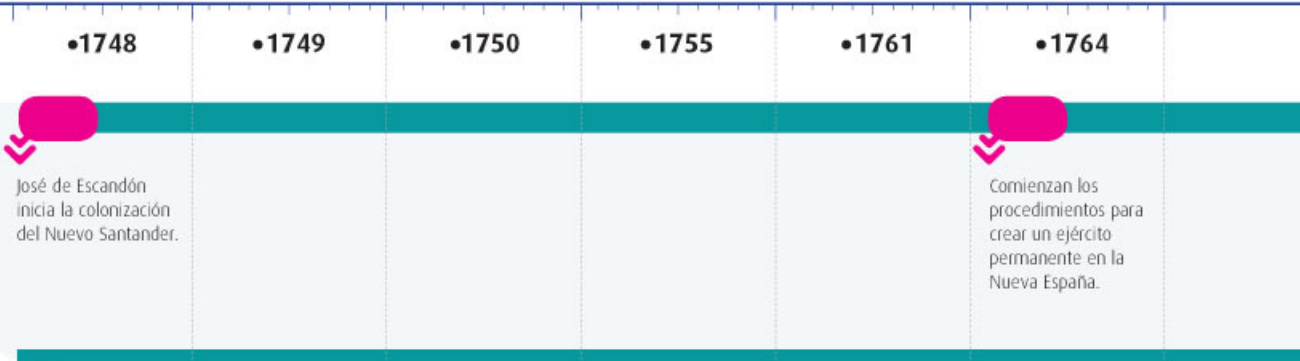 •1748 •1749 •1750 •1755 •1761 •1764
José de Escandón
inicia la colonización
del Nuevo Santander.
Comienzan los
procedimientos para
crear un ejército
permanente en la
Nueva España.